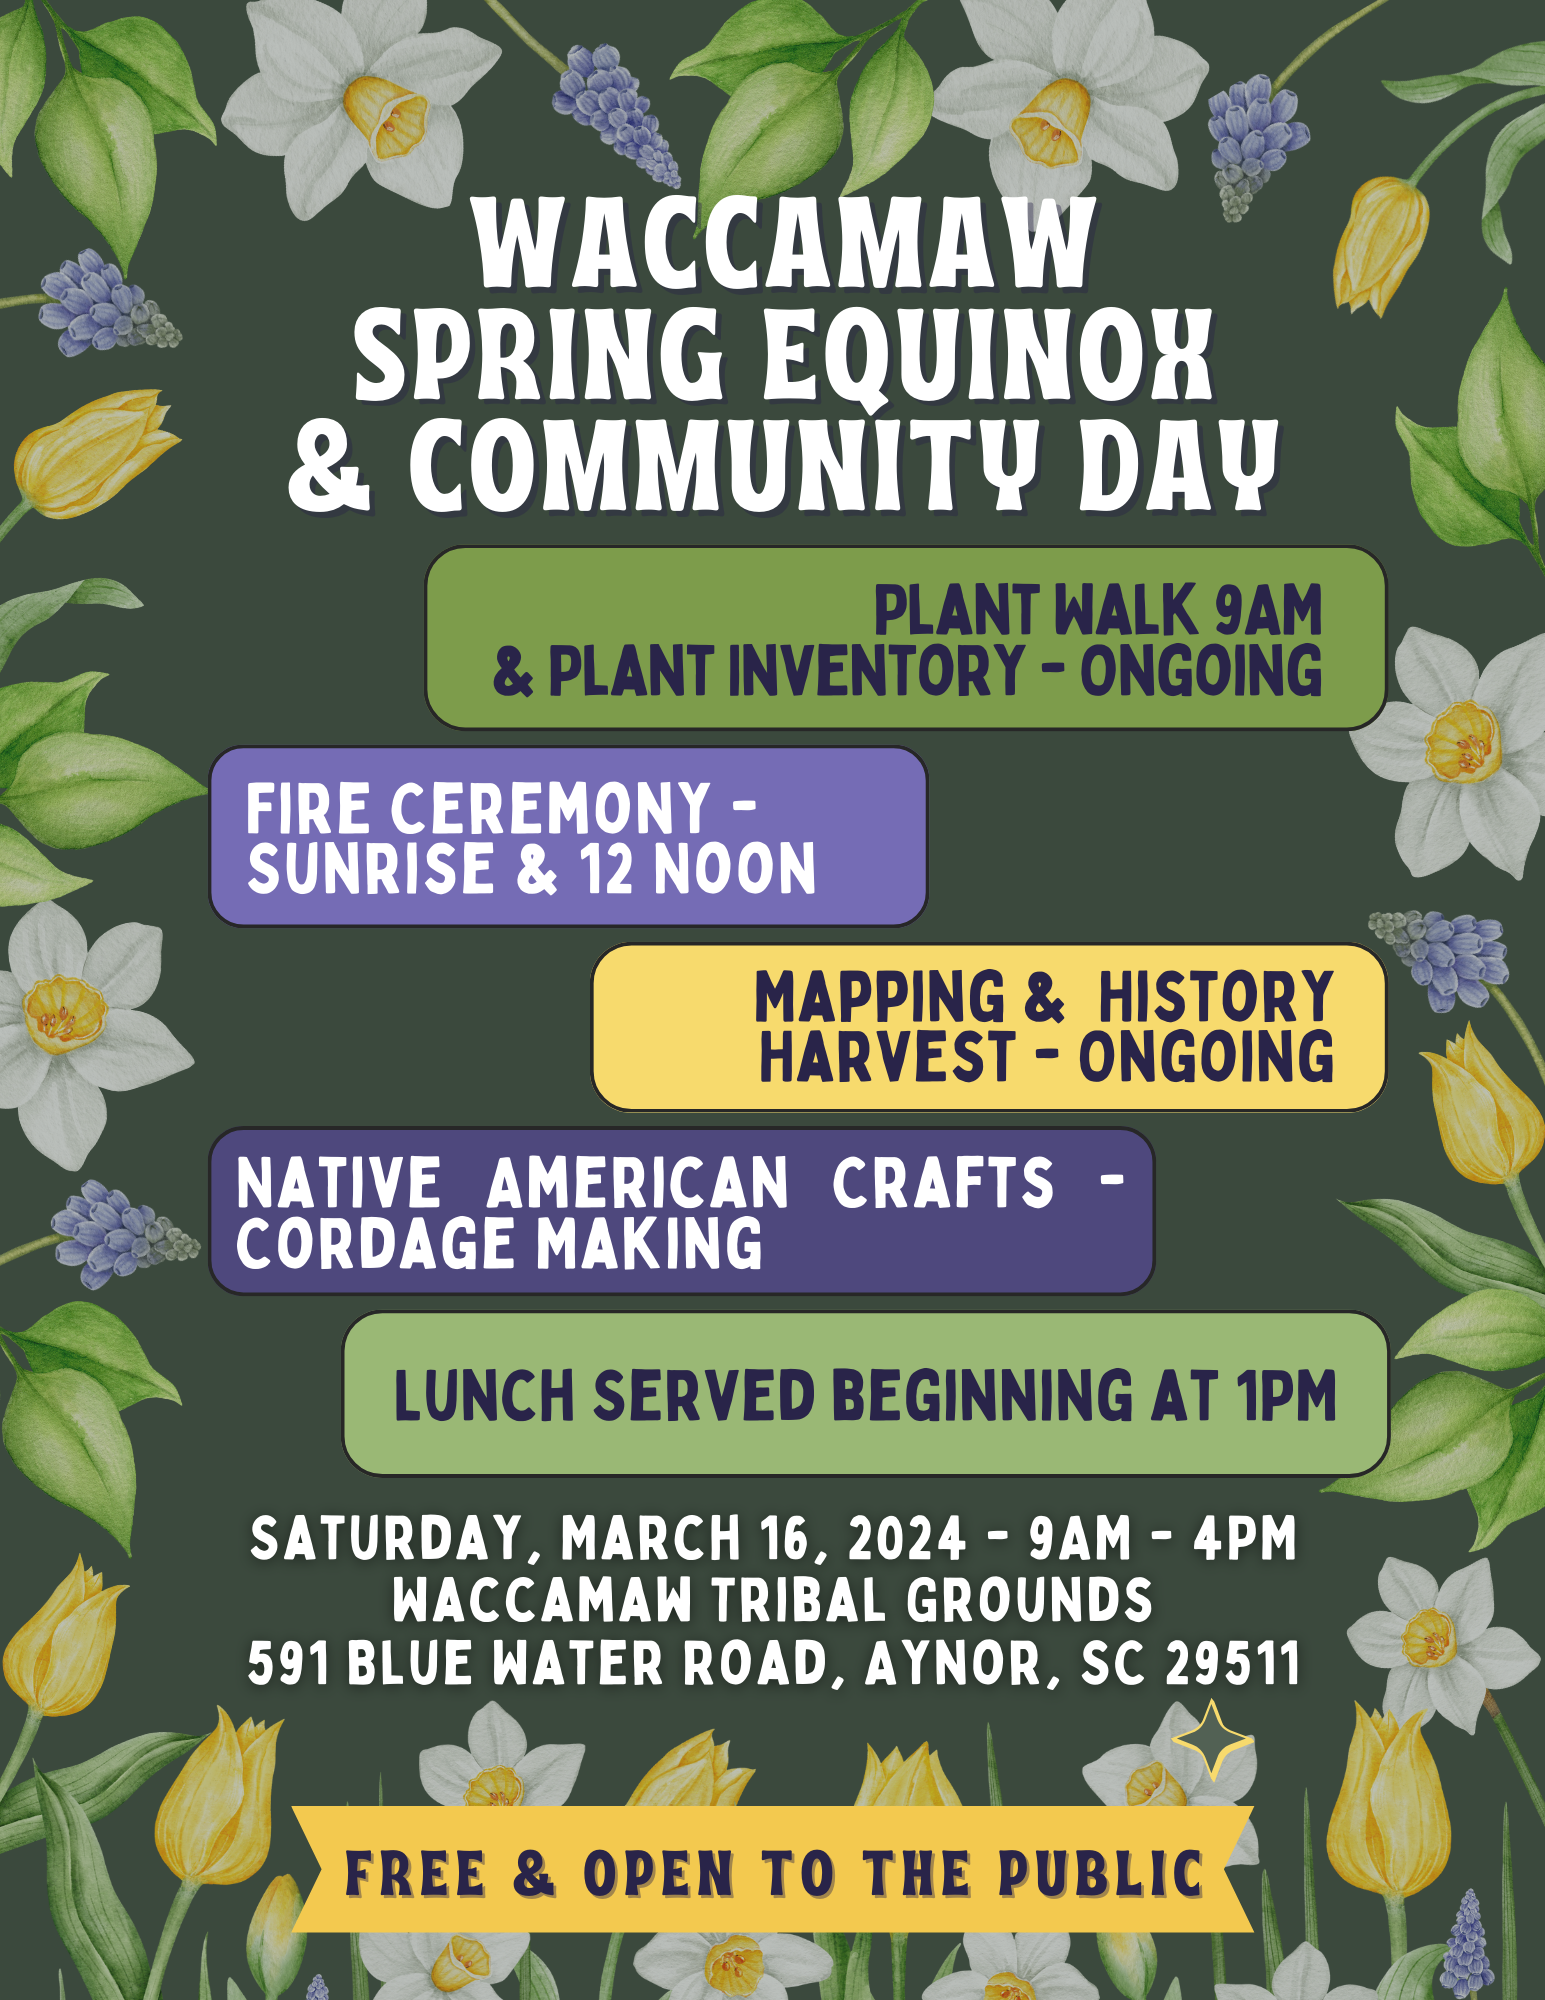 WACCAMAW
SPRING EQUINOX
& COMMUNITY DAY
PLANT WALK 9AM
& PLANT INVENTORY - ONGOING
FIRE CEREMONY -
SUNRISE & 12 NOON
MAPPING & HISTORY
HARVEST - ONGOING
NATIVE AMERICAN CRAFTS -
CORDAGE MAKING
LUNCH SERVED BEGINNING AT 1PM
SATURDAY, MARCH 16, 2024 - 9AM - 4PM
WACCAMAW TRIBAL GROUNDS
591 BLUE WATER ROAD, AYNOR, SC 29511
FREE & OPEN TO THE PUBLIC